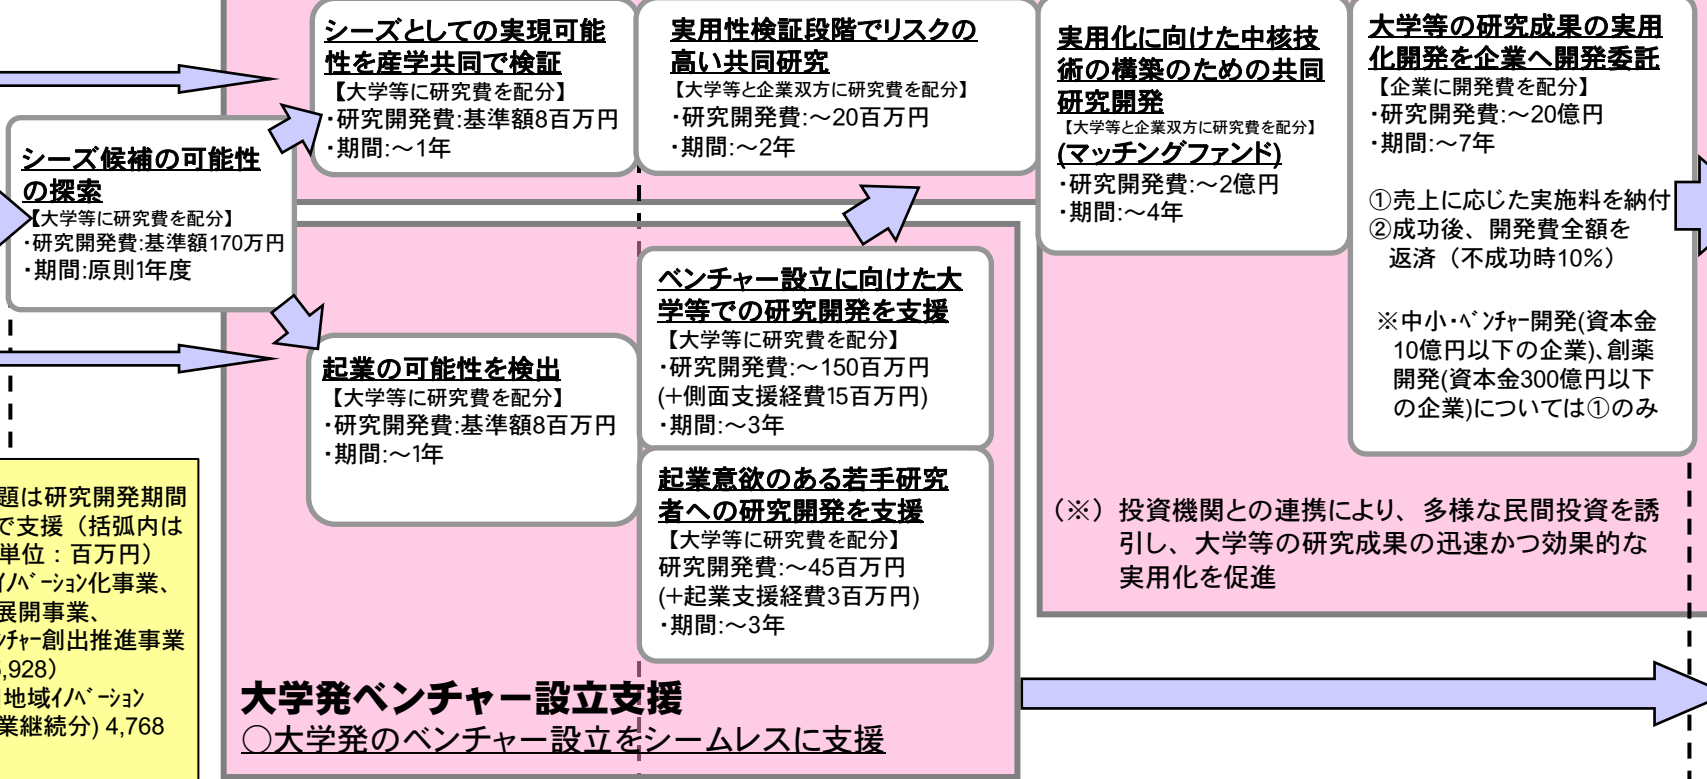 シーズ候補の可能性
の探索
【大学等に研究費を配分】
・研究開発費:基準額170万円
・期間:原則1年度
シーズとしての実現可能
性を産学共同で検証
【大学等に研究費を配分】
・研究開発費:基準額8百万円
・期間:～1年
実用性検証段階でリスクの
高い共同研究
【大学等と企業双方に研究費を配分】
・研究開発費:～20百万円
・期間:～2年
実用化に向けた中核技
術の構築のための共同
研究開発
【大学等と企業双方に研究費を配分】
(マッチングファンド)
・研究開発費:～2億円
・期間:～4年
大学等の研究成果の実用
化開発を企業へ開発委託
【企業に開発費を配分】
・研究開発費:～20億円
・期間:～7年
①売上に応じた実施料を納付
②成功後、開発費全額を
返済（不成功時10%）
※中小・ﾍﾞﾝﾁｬｰ開発(資本金
10億円以下の企業)、創薬
開発(資本金300億円以下
の企業)については①のみ
起業の可能性を検出
【大学等に研究費を配分】
・研究開発費:基準額8百万円
・期間:～1年
ベンチャー設立に向けた大
学等での研究開発を支援
【大学等に研究費を配分】
・研究開発費:～150百万円
(+側面支援経費15百万円)
・期間:～3年
起業意欲のある若手研究
者への研究開発を支援
【大学等に研究費を配分】
研究開発費:～45百万円
(+起業支援経費3百万円)
・期間:～3年
（※）投資機関との連携により、多様な民間投資を誘
引し、大学等の研究成果の迅速かつ効果的な
実用化を促進
題は研究開発期間
で支援（括弧内は
単位：百万円）
ｲﾉﾍﾞｰｼｮﾝ化事業、
展開事業、
ﾝﾁｬｰ創出推進事業
,928）
地域ｲﾉﾍﾞｰｼｮﾝ
業継続分) 4,768
大学発ベンチャー設立支援
○大学発のベンチャー設立をシームレスに支援